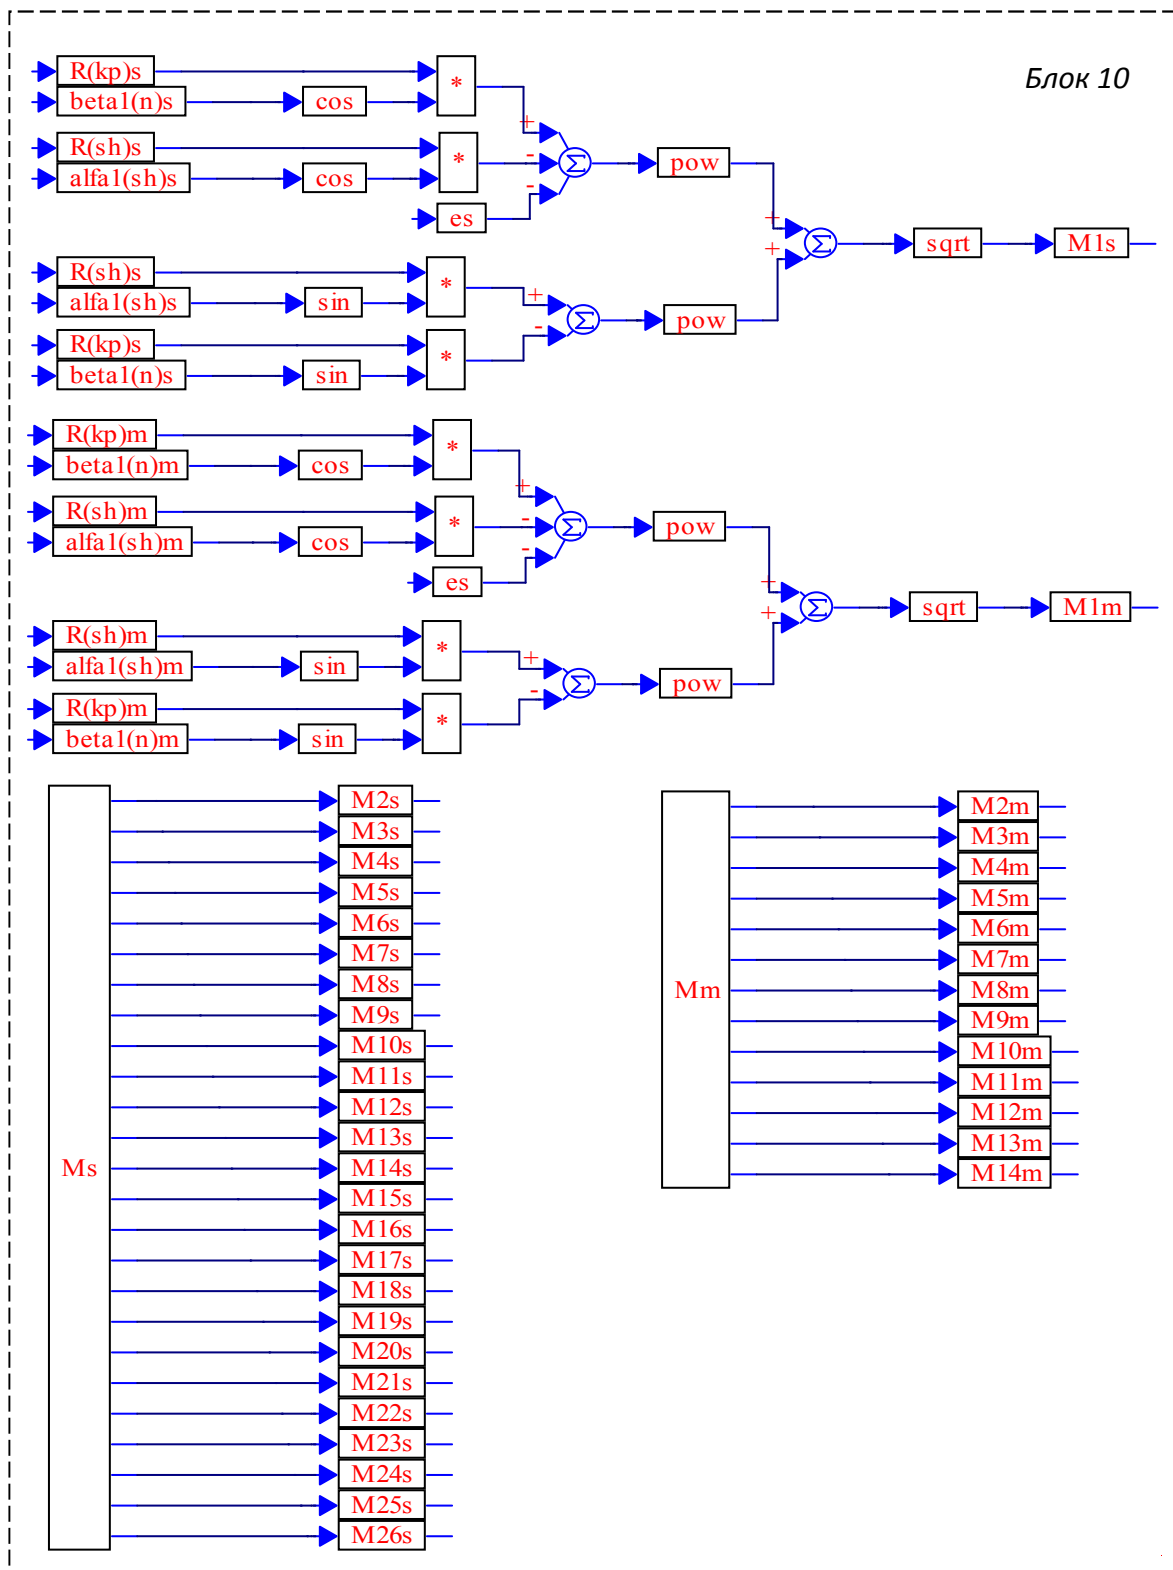 Блок 10
R(kp)s
*
beta1(n)s
cos
+
R(sh)s
*
-
Σ
pow
alfa1(sh)s
cos
-
es
+
Σ
sqrt
M1s
+
R(sh)s
*
alfa1(sh)s
sin
+
Σ
pow
-
R(kp)s
*
beta1(n)s
sin
R(kp)m
*
beta1(n)m
cos
+
R(sh)m
*
-
Σ
pow
alfa1(sh)m
cos
-
es
+
Σ
sqrt
M1m
+
R(sh)m
*
alfa1(sh)m
sin
+
Σ
pow
-
R(kp)m
*
beta1(n)m
sin
Ms
M2s
M3s
M4s
M5s
M6s
M7s
M8s
M9s
M10s
M11s
M12s
M13s
M14s
M15s
M16s
M17s
M18s
M19s
M20s
M21s
M22s
M23s
M24s
M25s
M26s
Mm
M2m
M3m
M4m
M5m
M6m
M7m
M8m
M9m
M10m
M11m
M12m
M13m
M14m